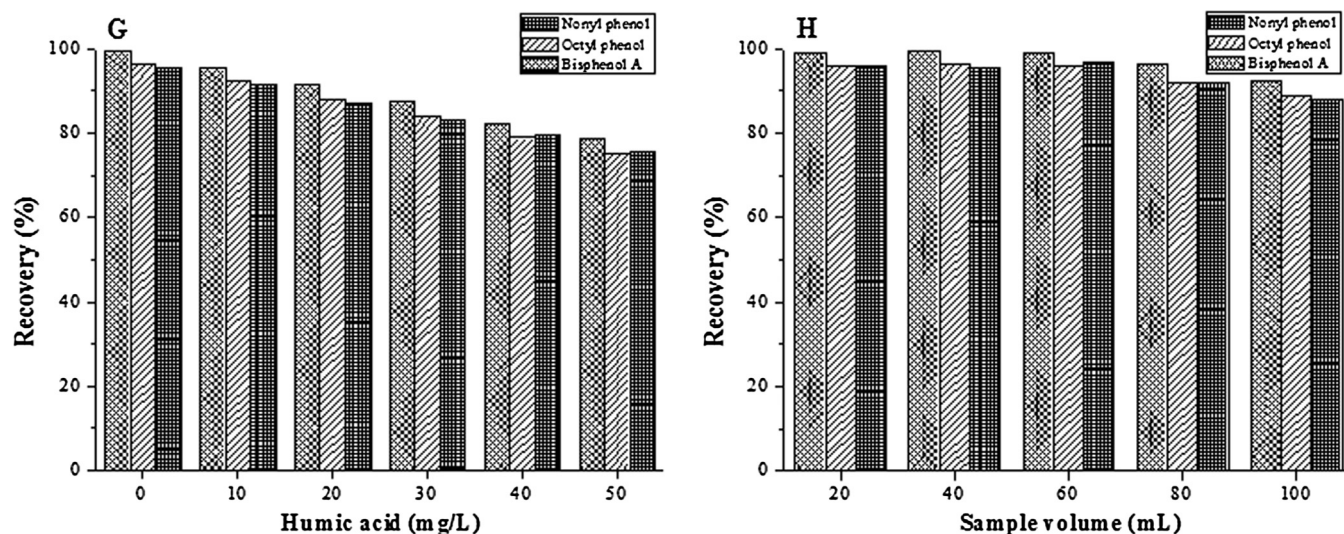 G
Nonyl phenol
Octyl phenol
Bisphenol A
Recovery (%)
100
80
60
40
20
0
0 10 20 30 40 50
Humic acid (mg/L)
H
Nonyl phenol
Octyl phenol
Bisphenol A
Recovery (%)
100
80
60
40
20
0
20 40 60 80 100
Sample volume (mL)